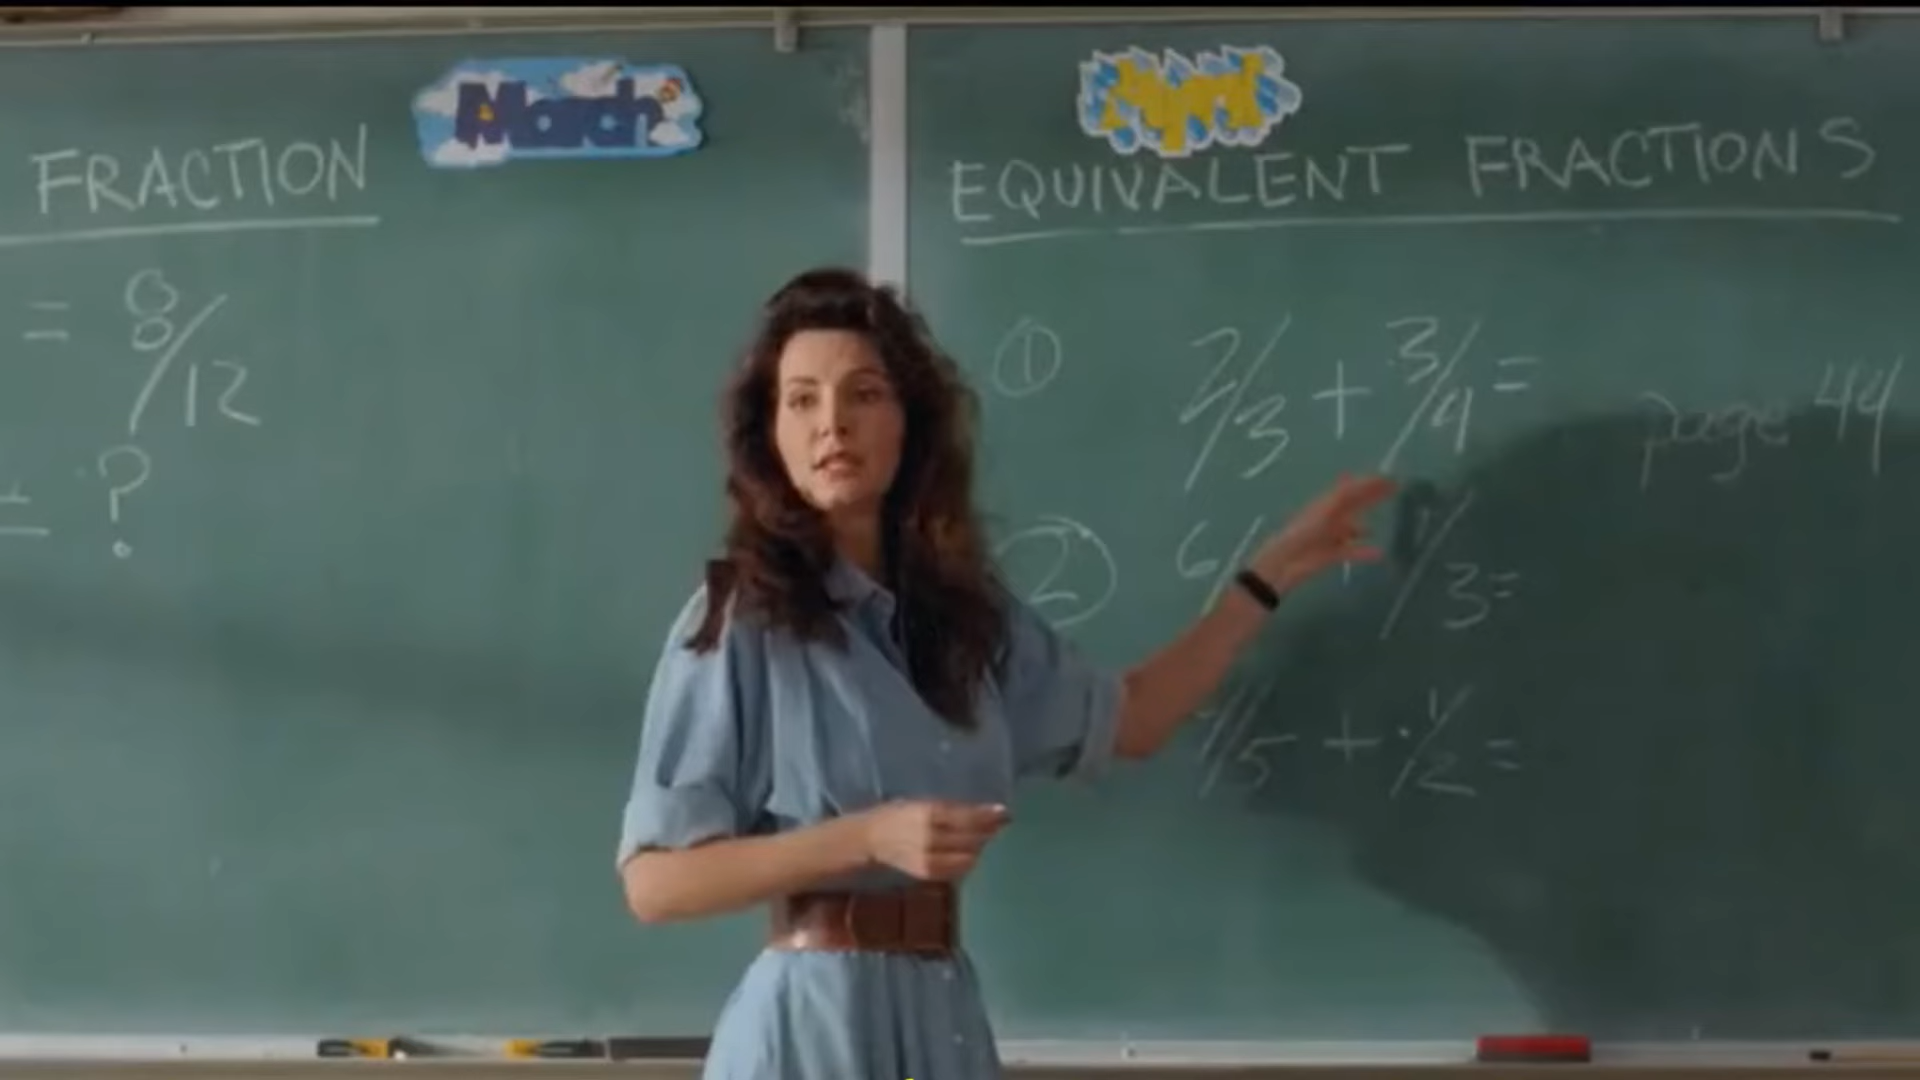 March
April
FRACTION
= 8/12
= ?
EQUIVALENT FRACTIONS
① 2/3 + 3/4 =
page 44
② 6/ + 1/3 =
/5 + 1/2 =